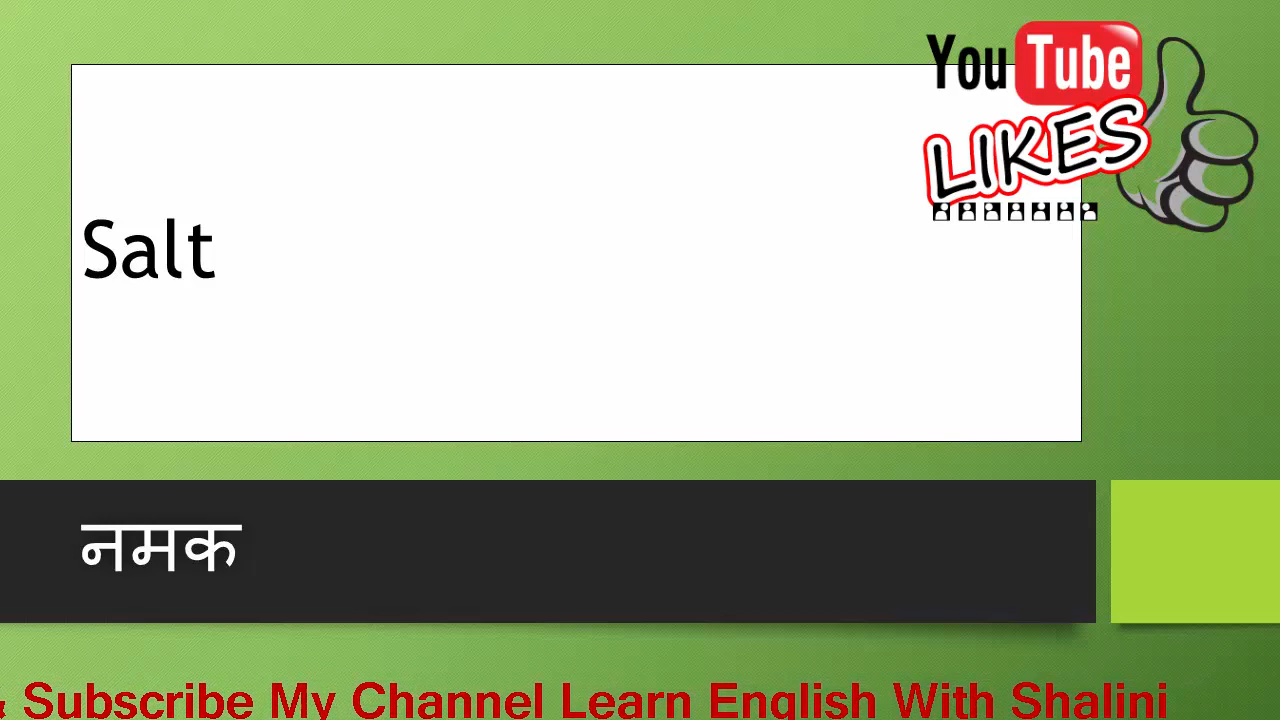 YouTube
LIKES
Salt
नमक
& Subscribe My Channel Learn English With Shalini